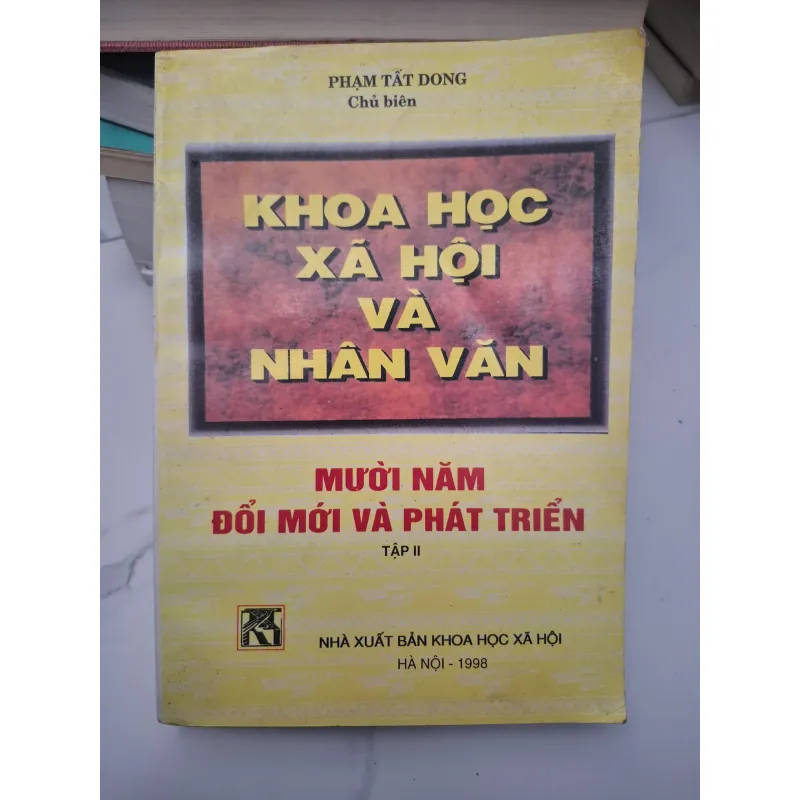 PHẠM TẤT DONG
Chủ biên
KHOA HỌC
XÃ HỘI
VÀ
NHÂN VĂN
MƯỜI NĂM
ĐỔI MỚI VÀ PHÁT TRIỂN
TẬP II
NHÀ XUẤT BẢN KHOA HỌC XÃ HỘI
HÀ NỘI - 1998